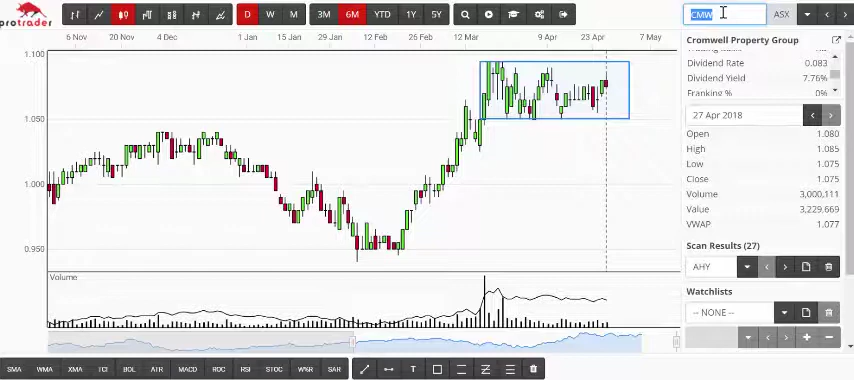 protrader
D W M
3M 6M YTD 1Y 5Y
CMW ASX
6 Nov 20 Nov 4 Dec 1 Jan 15 Jan 29 Jan 12 Feb 26 Feb 12 Mar 9 Apr 23 Apr 7 May
1.100
1.050
1.000
0.950
Volume
Cromwell Property Group
Dividend Rate 0.083
Dividend Yield 7.76%
Franking % 0%
27 Apr 2018
Open 1.080
High 1.085
Low 1.075
Close 1.075
Volume 3,000,111
Value 3,229,669
VWAP 1.077
Scan Results (27)
AHY
Watchlists
-- NONE --
SMA WMA XMA TCI BOL ATR MACD ROC RSI STOC W%R SAR T